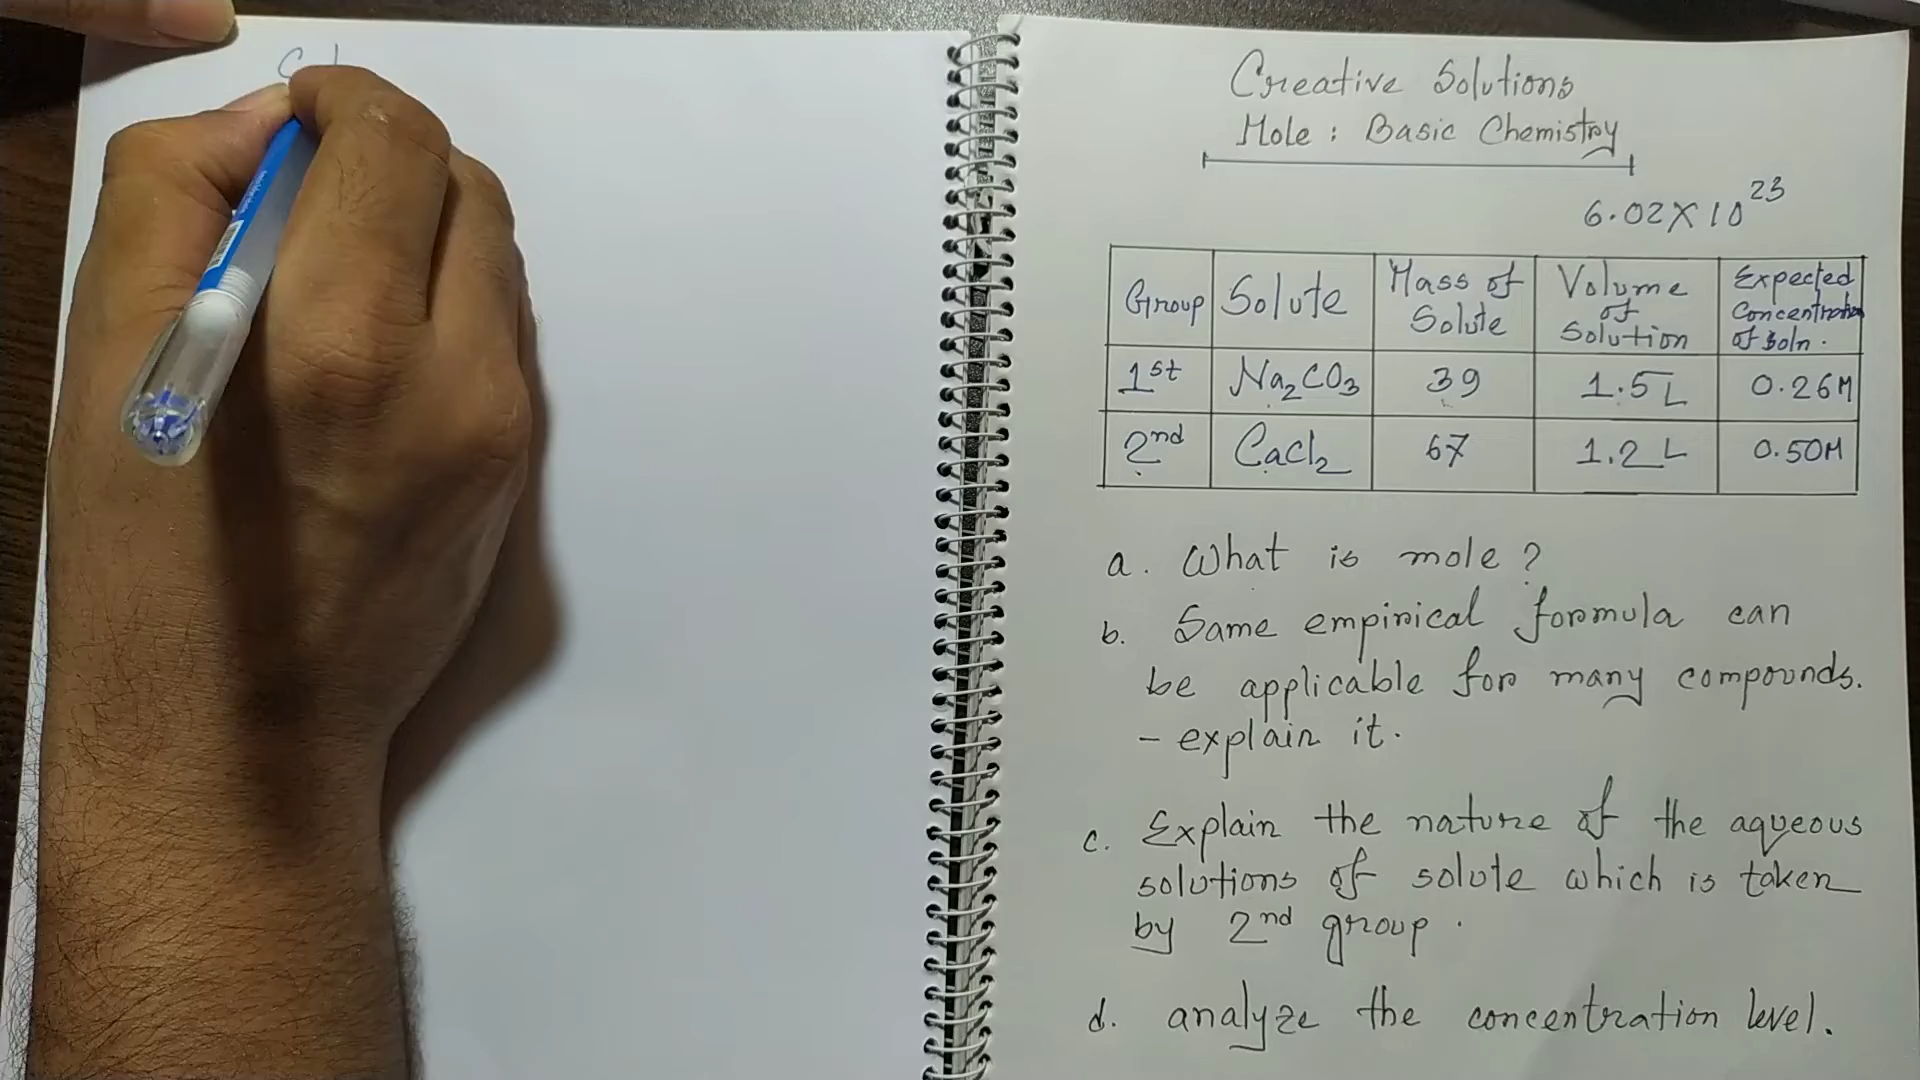 C
Creative Solutions
Mole : Basic Chemistry
6.02X10²³
Group Solute Mass of Solute Volume of Solution Expected Concentration of Soln.
1st Na₂CO₃ 39 1.5 L 0.26M
2nd CaCl₂ 67 1.2 L 0.50M
a. What is mole?
b. Same empirical formula can
be applicable for many compounds.
- explain it.
c. Explain the nature of the aqueous
solutions of solute which is taken
by 2nd group.
d. analyze the concentration level.